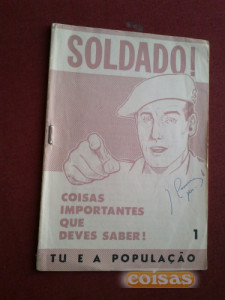 SOLDADO!
COISAS
IMPORTANTES
QUE
DEVES SABER!
1
TU E A POPULAÇÃO
coisas